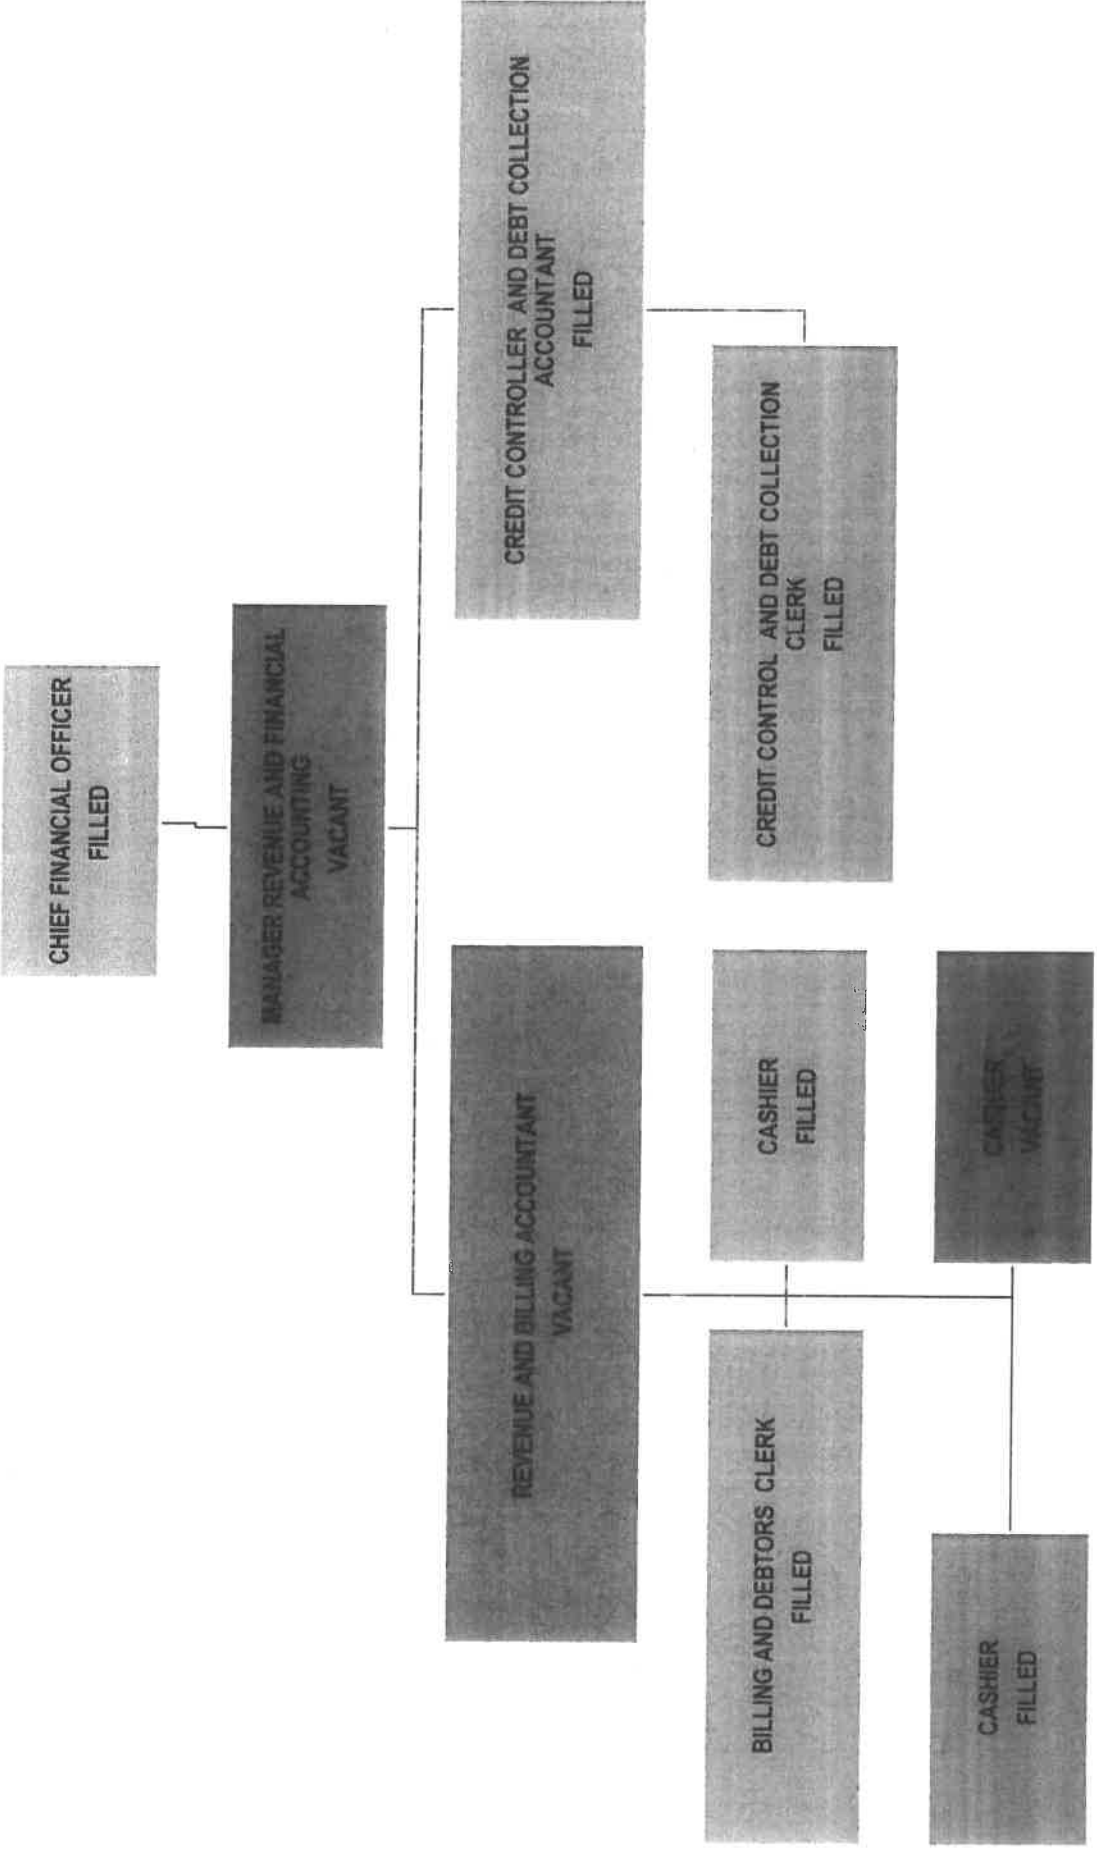 CHIEF FINANCIAL OFFICER
FILLED
MANAGER REVENUE AND FINANCIAL
ACCOUNTING
VACANT
REVENUE AND BILLING ACCOUNTANT
VACANT
CREDIT CONTROLLER AND DEBT COLLECTION
ACCOUNTANT
FILLED
BILLING AND DEBTORS CLERK
FILLED
CASHIER
FILLED
CREDIT CONTROL AND DEBT COLLECTION
CLERK
FILLED
CASHIER
FILLED
CASHIER
VACANT